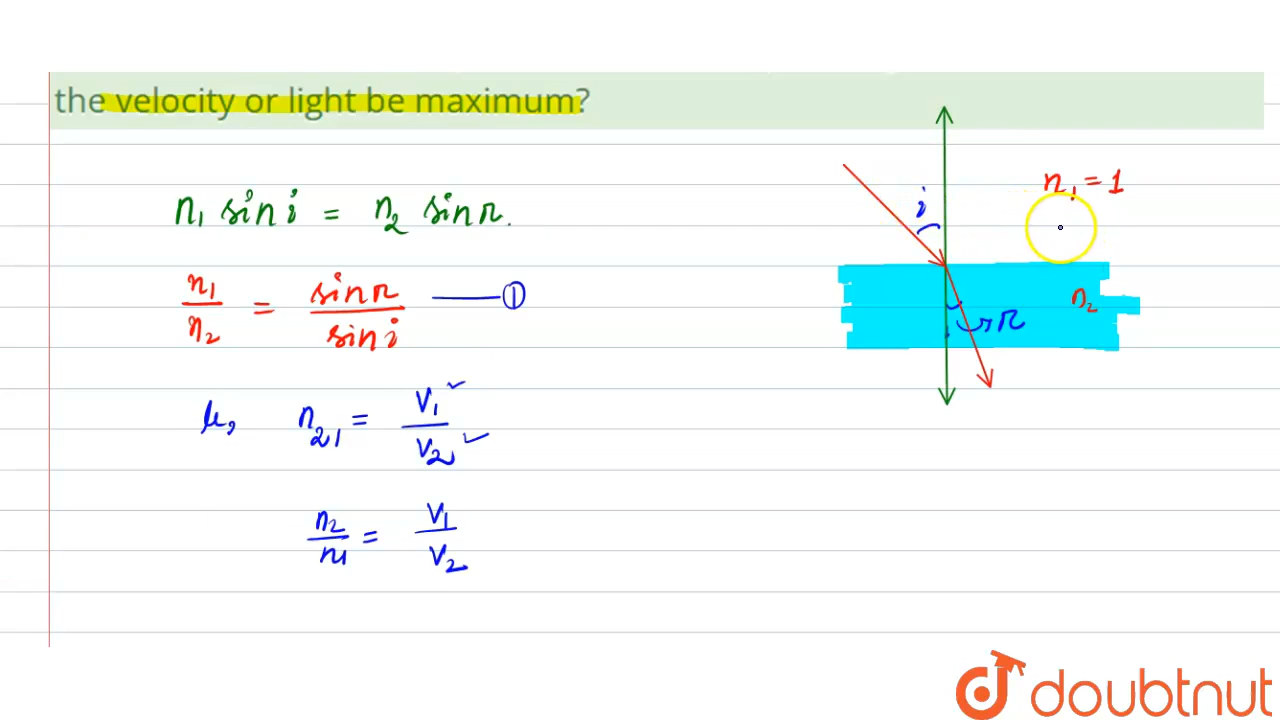 the velocity or light be maximum?
n₁ sin i = n₂ sin r.
n₁/n₂ = sin r/sin i —— ①
n₂₁ = v₁/v₂
n₂/n₁ = v₁/v₂
i
n₁ = 1
n₂
r
doubtnut